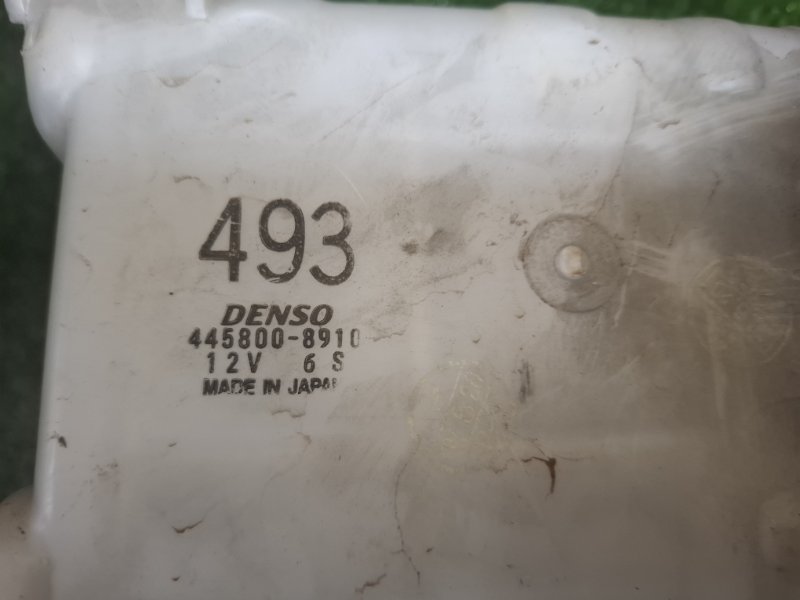 493
DENSO
445800-8910
12V 6 S
MADE IN JAPAN